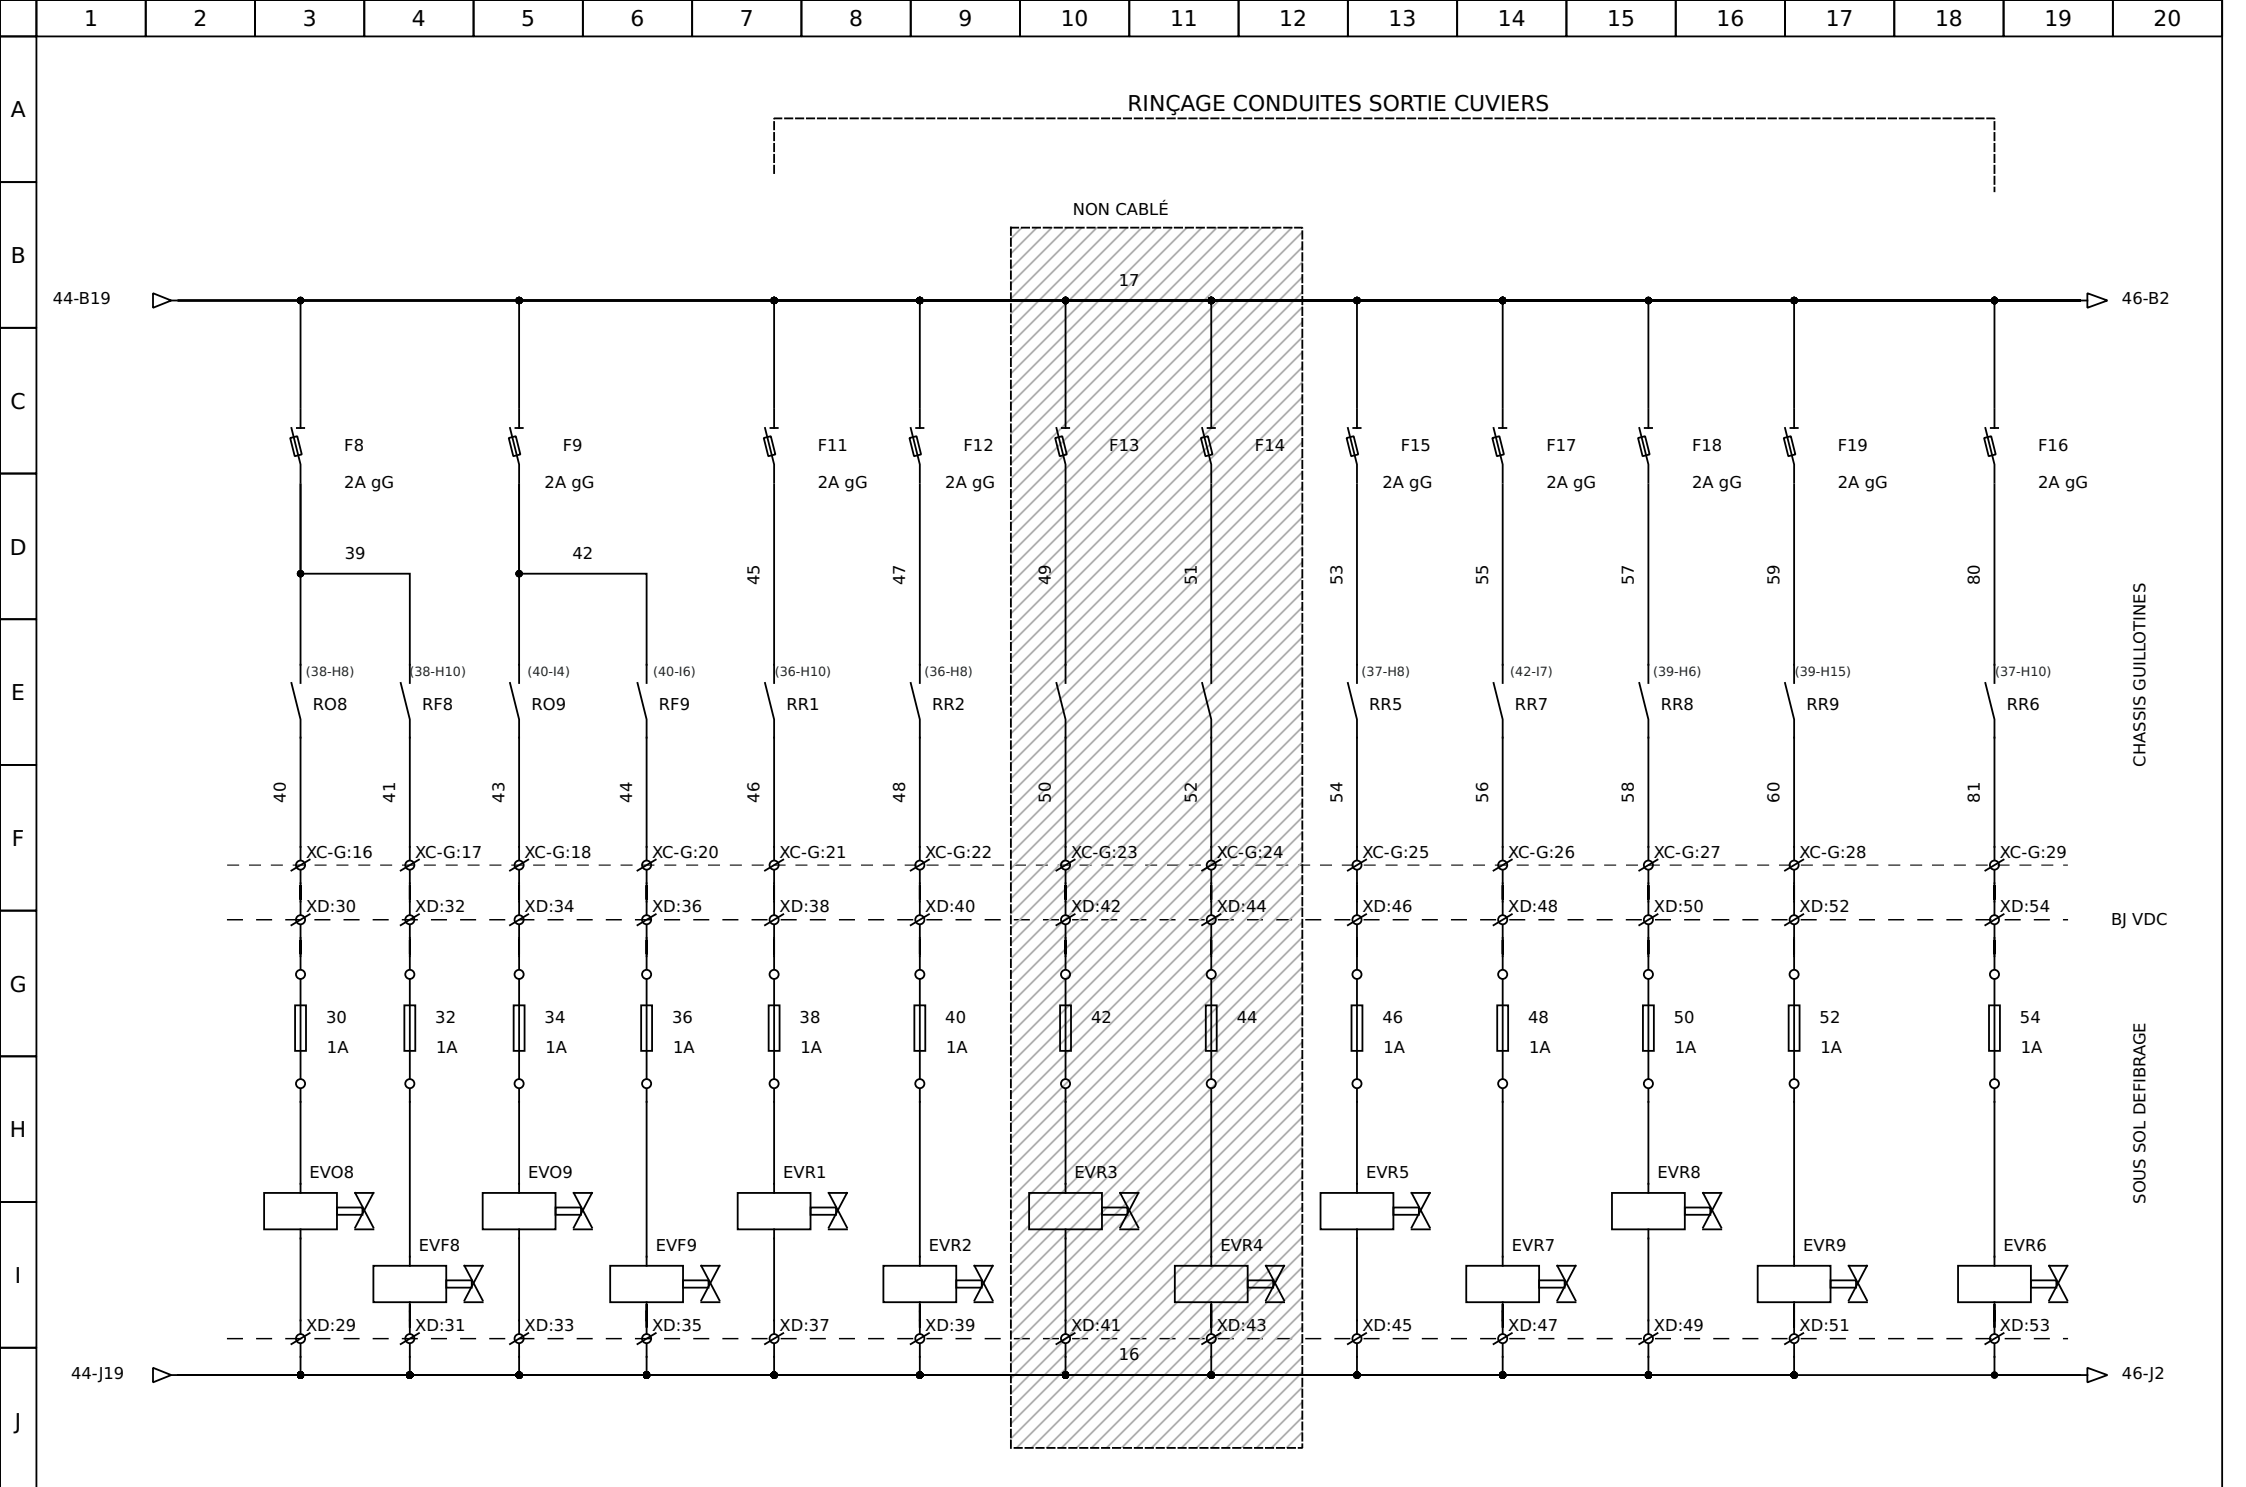 1 2 3 4 5 6 7 8 9 10 11 12 13 14 15 16 17 18 19 20
A
RINÇAGE CONDUITES SORTIE CUVIERS
NON CABLÉ
B
17
44-B19 46-B2
C
F8 F9 F11 F12 F13 F14 F15 F17 F18 F19 F16
2A gG 2A gG 2A gG 2A gG 2A gG 2A gG 2A gG 2A gG 2A gG
D
39 42
45 47 49 51 53 55 57 59 80
CHASSIS GUILLOTINES
(38-H8) (38-H10) (40-I4) (40-I6) (36-H10) (36-H8) (37-H8) (42-I7) (39-H6) (39-H15) (37-H10)
E
RO8 RF8 RO9 RF9 RR1 RR2 RR5 RR7 RR8 RR9 RR6
40 41 43 44 46 48 50 52 54 56 58 60 81
F
XC-G:16 XC-G:17 XC-G:18 XC-G:20 XC-G:21 XC-G:22 XC-G:23 XC-G:24 XC-G:25 XC-G:26 XC-G:27 XC-G:28 XC-G:29
XD:30 XD:32 XD:34 XD:36 XD:38 XD:40 XD:42 XD:44 XD:46 XD:48 XD:50 XD:52 XD:54
BJ VDC
G
30 32 34 36 38 40 42 44 46 48 50 52 54
1A 1A 1A 1A 1A 1A 1A 1A 1A 1A 1A
SOUS SOL DEFIBRAGE
H
EVO8 EVO9 EVR1 EVR3 EVR5 EVR8
EVF8 EVF9 EVR2 EVR4 EVR7 EVR9 EVR6
I
XD:29 XD:31 XD:33 XD:35 XD:37 XD:39 XD:41 XD:43 XD:45 XD:47 XD:49 XD:51 XD:53
16
44-J19 46-J2
J